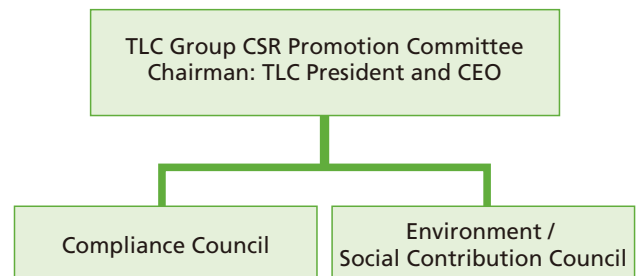 TLC Group CSR Promotion Committee
Chairman: TLC President and CEO
Compliance Council
Environment /
Social Contribution Council